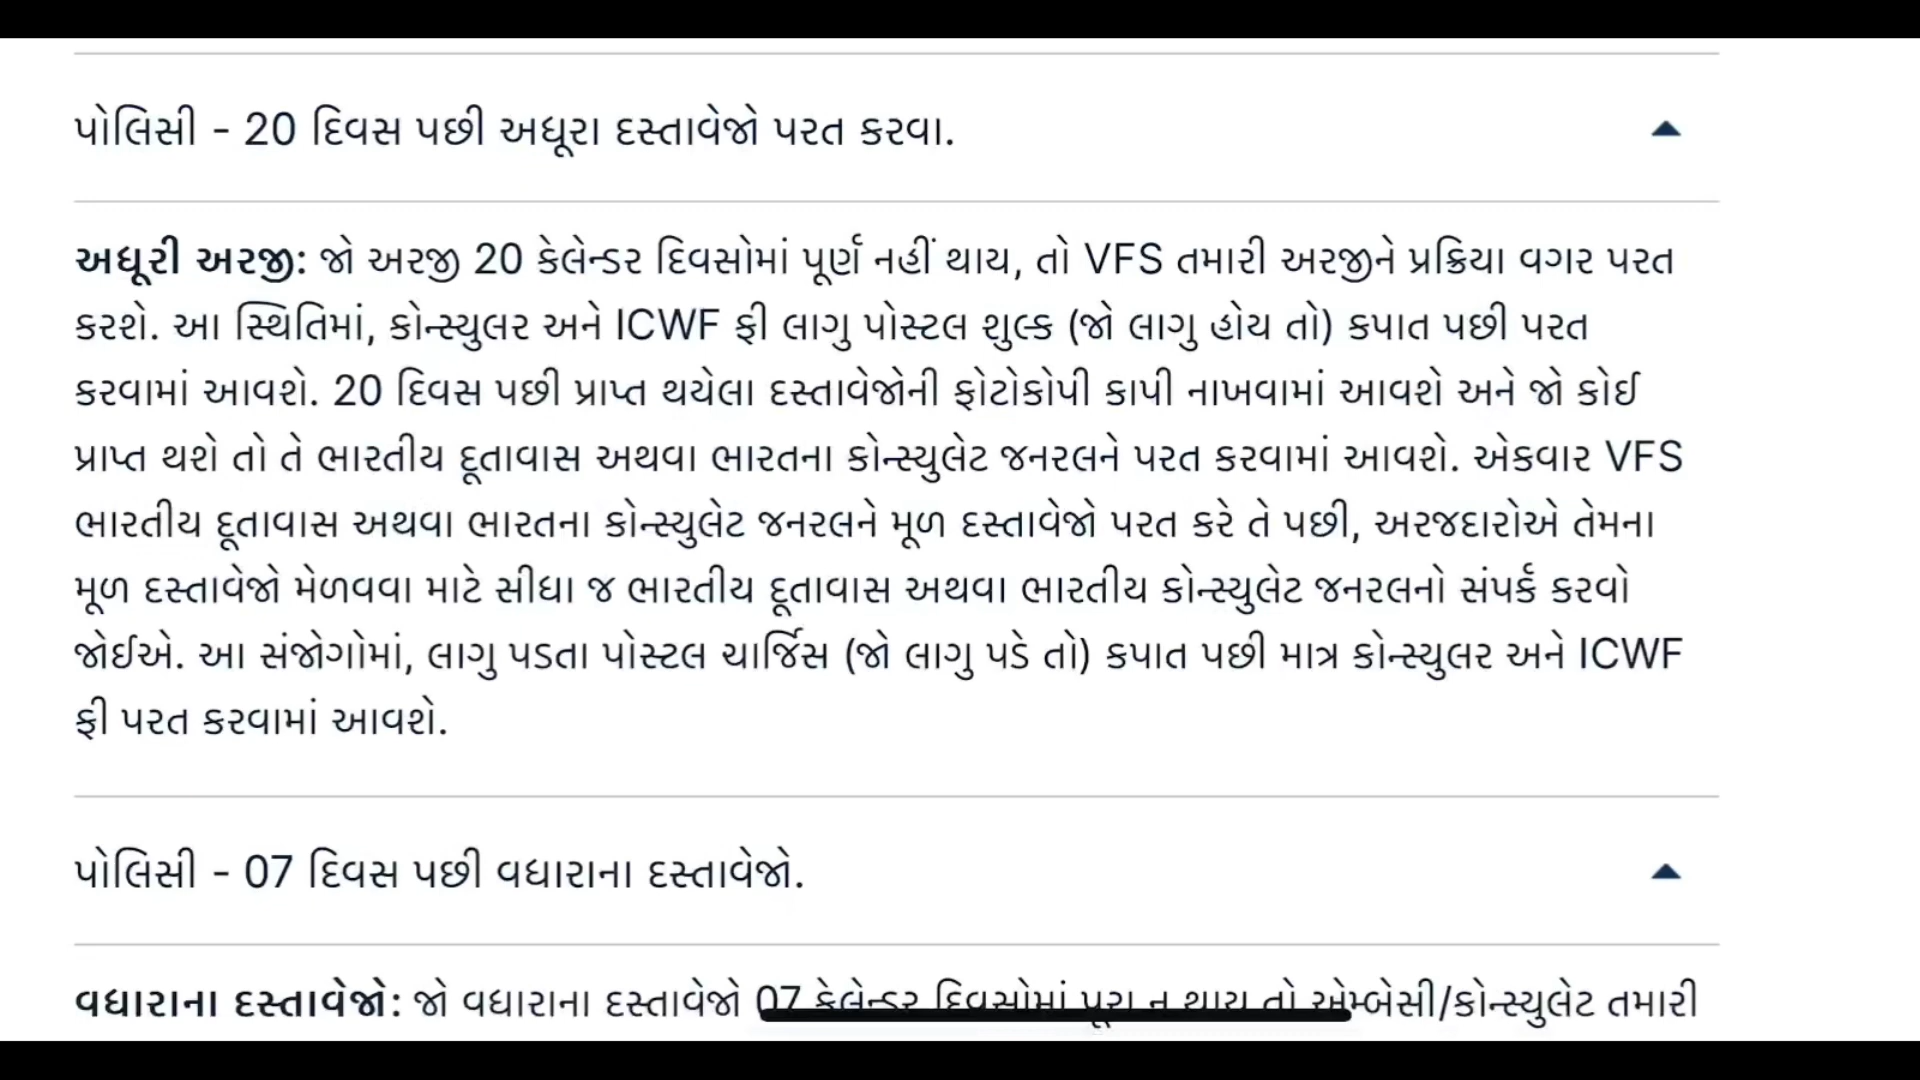 પોલિસી - 20 દિવસ પછી અધૂરા દસ્તાવેજો પરત કરવા.
અધૂરી અરજી: જો અરજી 20 કેલેન્ડર દિવસોમાં પૂર્ણ નહીં થાય, તો VFS તમારી અરજીને પ્રક્રિયા વગર પરત
કરશે. આ સ્થિતિમાં, કોન્સ્યુલર અને ICWF ફી લાગુ પોસ્ટલ શુલ્ક (જો લાગુ હોય તો) કપાત પછી પરત
કરવામાં આવશે. 20 દિવસ પછી પ્રાપ્ત થયેલા દસ્તાવેજોની ફોટોકોપી કાપી નાખવામાં આવશે અને જો કોઈ
પ્રાપ્ત થશે તો તે ભારતીય દૂતાવાસ અથવા ભારતના કોન્સ્યુલેટ જનરલને પરત કરવામાં આવશે. એકવાર VFS
ભારતીય દૂતાવાસ અથવા ભારતના કોન્સ્યુલેટ જનરલને મૂળ દસ્તાવેજો પરત કરે તે પછી, અરજદારોએ તેમના
મૂળ દસ્તાવેજો મેળવવા માટે સીધા જ ભારતીય દૂતાવાસ અથવા ભારતીય કોન્સ્યુલેટ જનરલનો સંપર્ક કરવો
જોઈએ. આ સંજોગોમાં, લાગુ પડતા પોસ્ટલ ચાર્જિસ (જો લાગુ પડે તો) કપાત પછી માત્ર કોન્સ્યુલર અને ICWF
ફી પરત કરવામાં આવશે.
પોલિસી - 07 દિવસ પછી વધારાના દસ્તાવેજો.
વધારાના દસ્તાવેજો: જો વધારાના દસ્તાવેજો 07 કેલેન્ડર દિવસોમાં પૂરા ન થાય તો એમ્બેસી/કોન્સ્યુલેટ તમારી